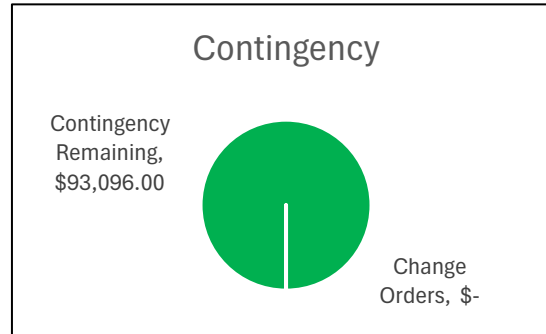 Contingency
Contingency
Remaining,
$93,096.00
Change
Orders, $-